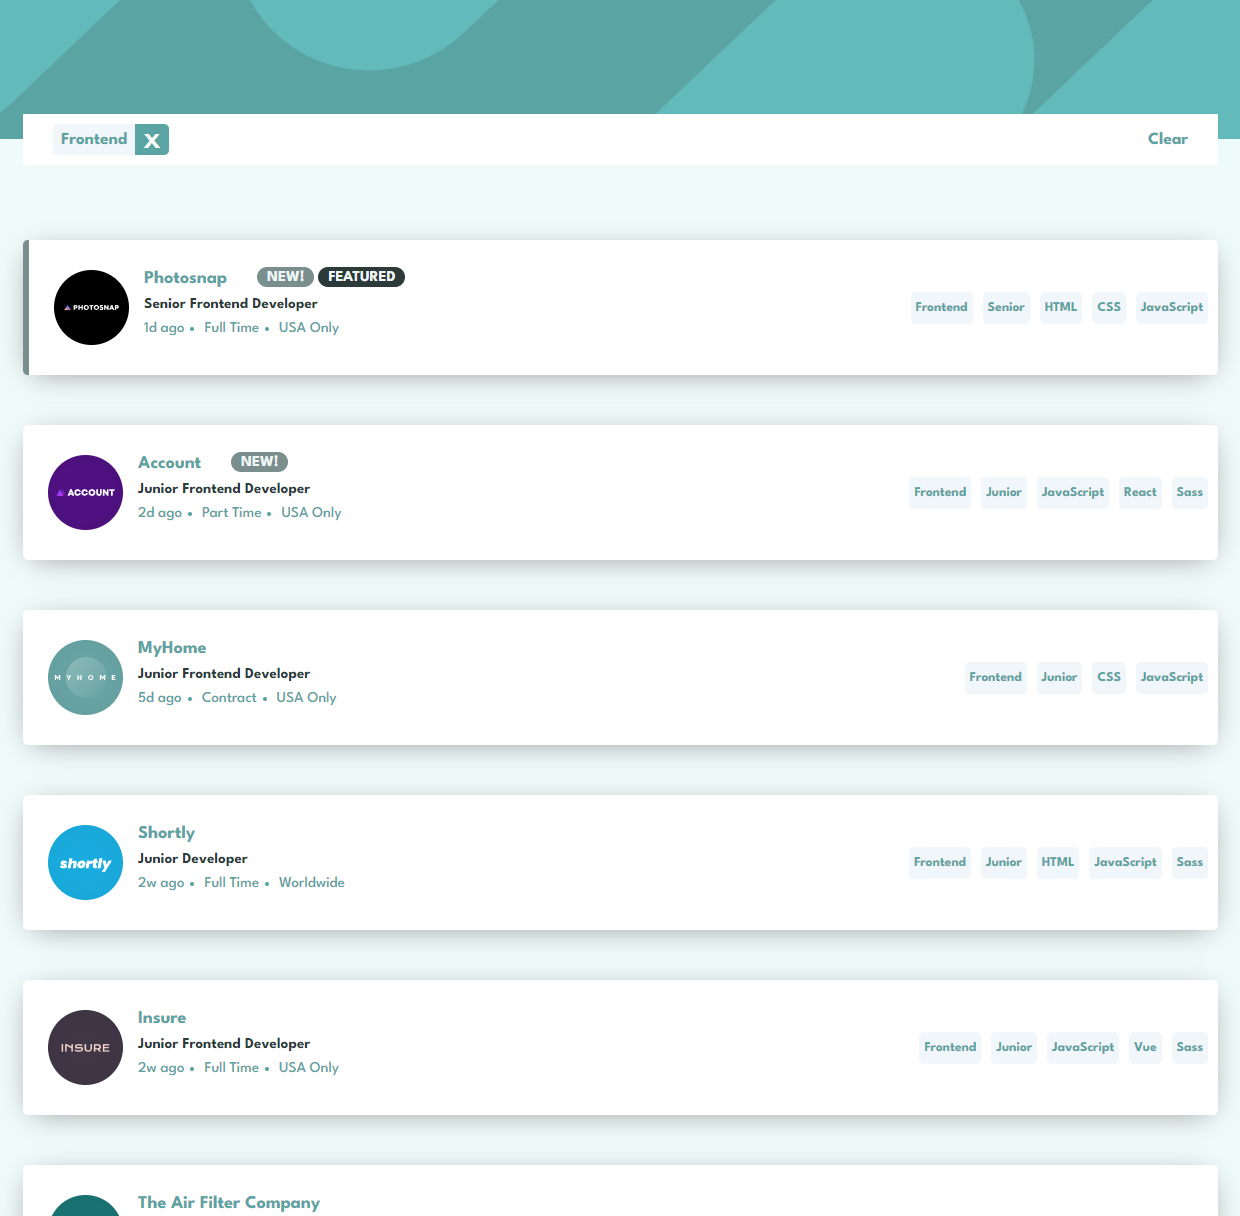 Frontend X Clear
PHOTOSNAP
Photosnap NEW! FEATURED
Senior Frontend Developer
1d ago • Full Time • USA Only
Frontend Senior HTML CSS JavaScript
ACCOUNT
Account NEW!
Junior Frontend Developer
2d ago • Part Time • USA Only
Frontend Junior JavaScript React Sass
MYHOME
MyHome
Junior Frontend Developer
5d ago • Contract • USA Only
Frontend Junior CSS JavaScript
shortly
Shortly
Junior Developer
2w ago • Full Time • Worldwide
Frontend Junior HTML JavaScript Sass
INSURE
Insure
Junior Frontend Developer
2w ago • Full Time • USA Only
Frontend Junior JavaScript Vue Sass
The Air Filter Company